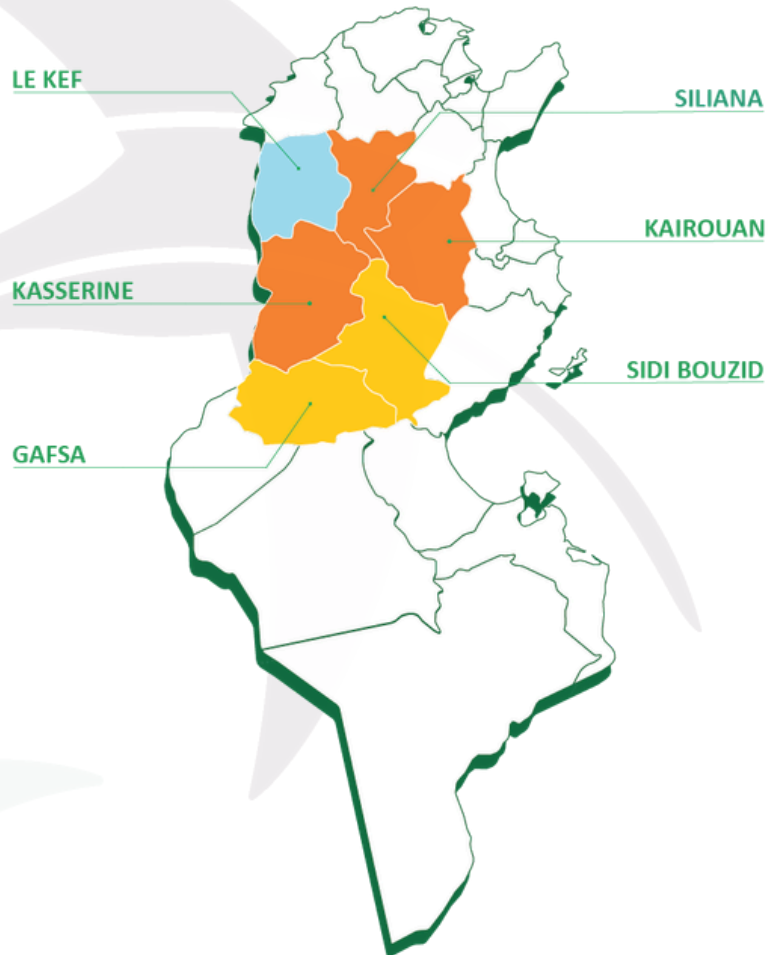 LE KEF
SILIANA
KAIROUAN
KASSERINE
SIDI BOUZID
GAFSA